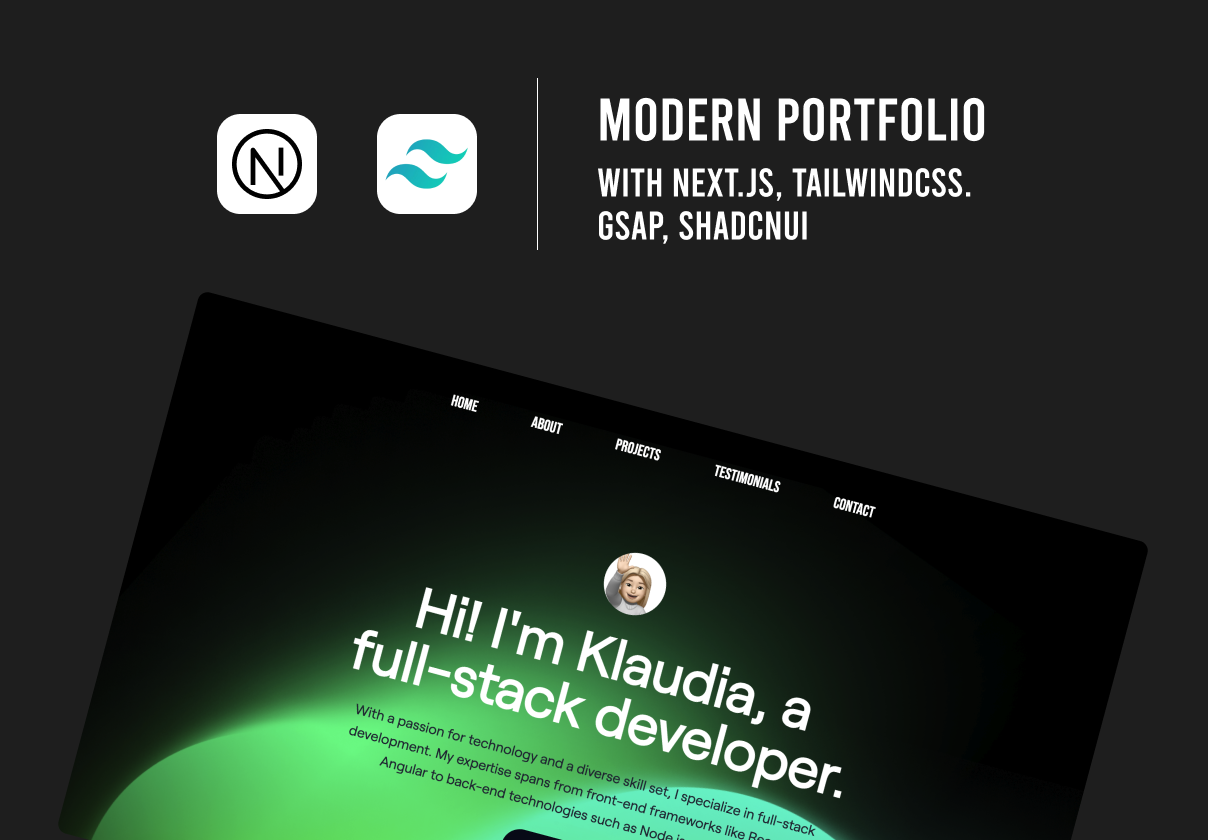 MODERN PORTFOLIO
WITH NEXT.JS, TAILWINDCSS.
GSAP, SHADCNUI
HOME
ABOUT
PROJECTS
TESTIMONIALS
CONTACT
Hi! I'm Klaudia, a
full-stack developer.
With a passion for technology and a diverse skill set, I specialize in full-stack
development. My expertise spans from front-end frameworks like
Angular to back-end technologies such as Node